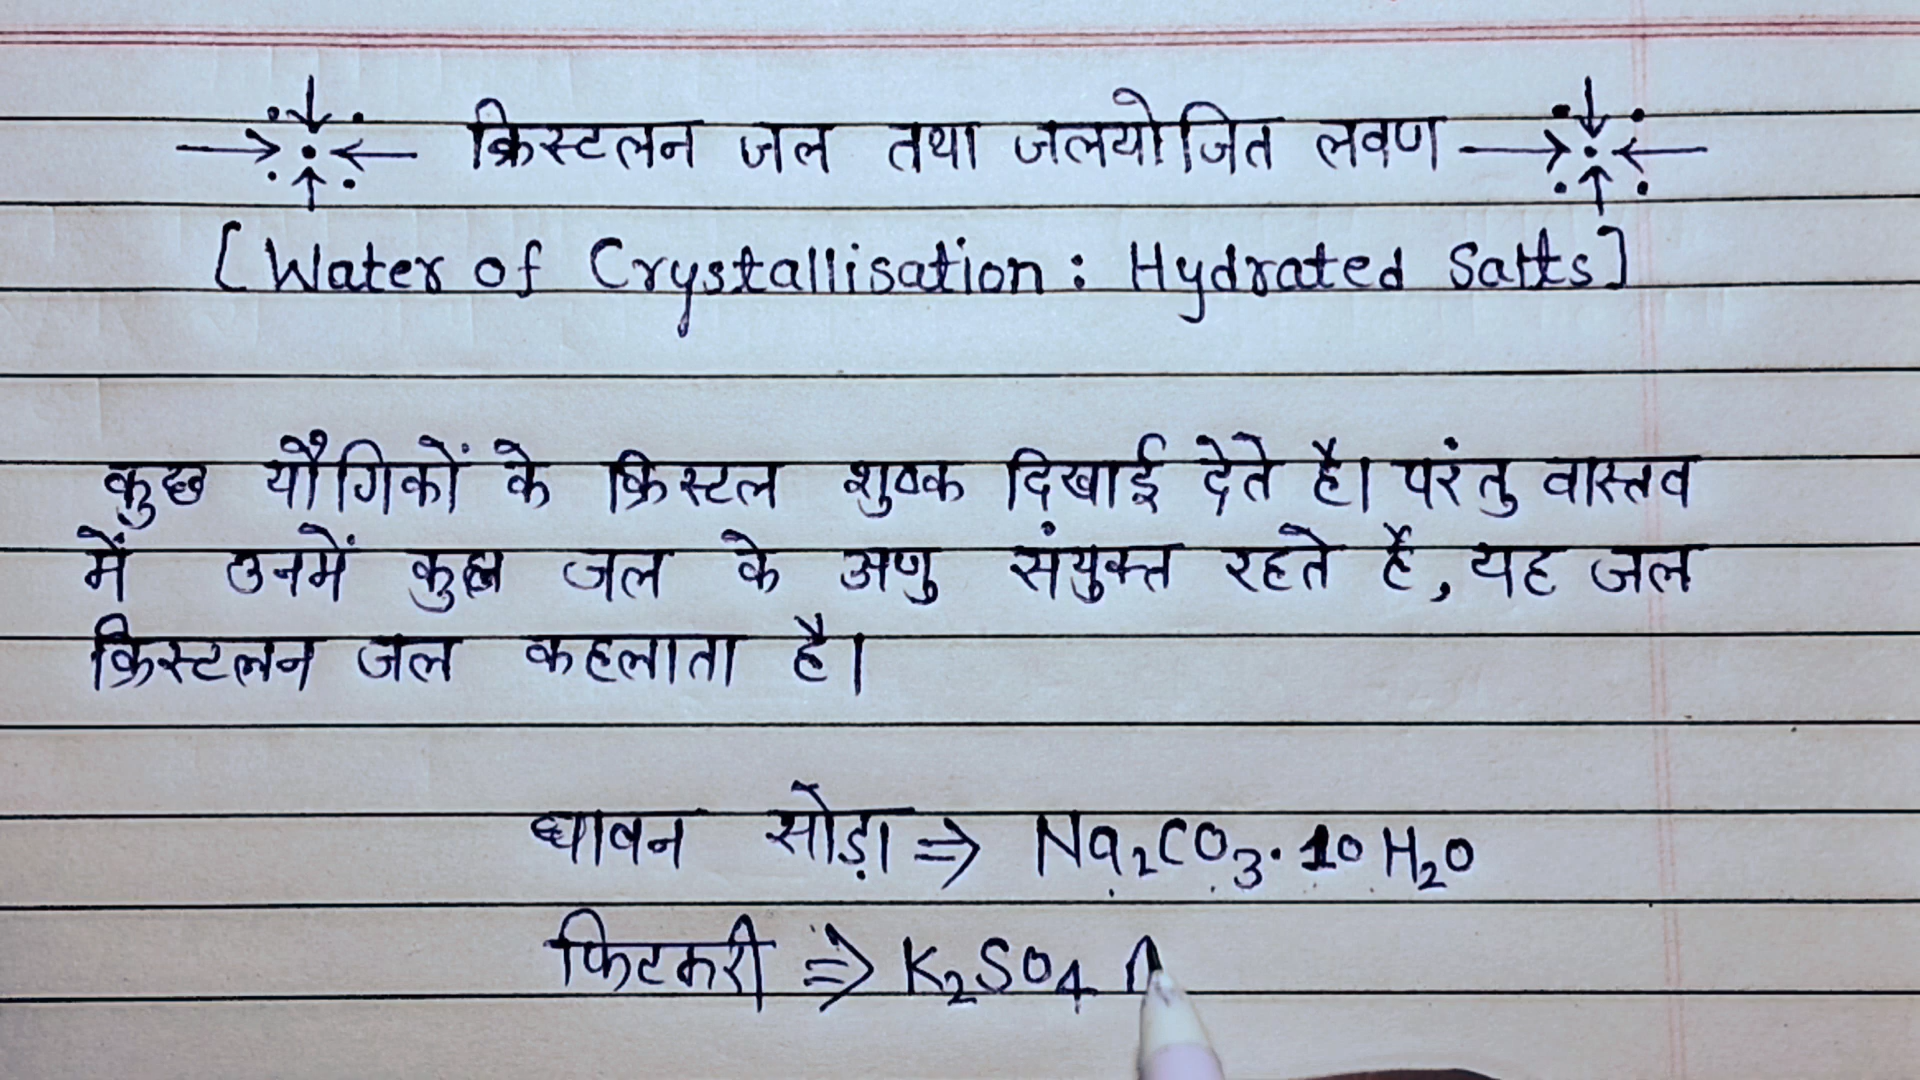 क्रिस्टलन जल तथा जलयोजित लवण
[Water of Crystallisation: Hydrated Salts]
कुछ यौगिकों के क्रिस्टल शुष्क दिखाई देते है। परंतु वास्तव
में उनमें कुछ जल के अणु संयुक्त रहते हैं, यह जल
क्रिस्टलन जल कहलाता है।
धावन सोड़ा ⇒ Na₂CO₃.10H₂O
फिटकरी ⇒ K₂SO₄